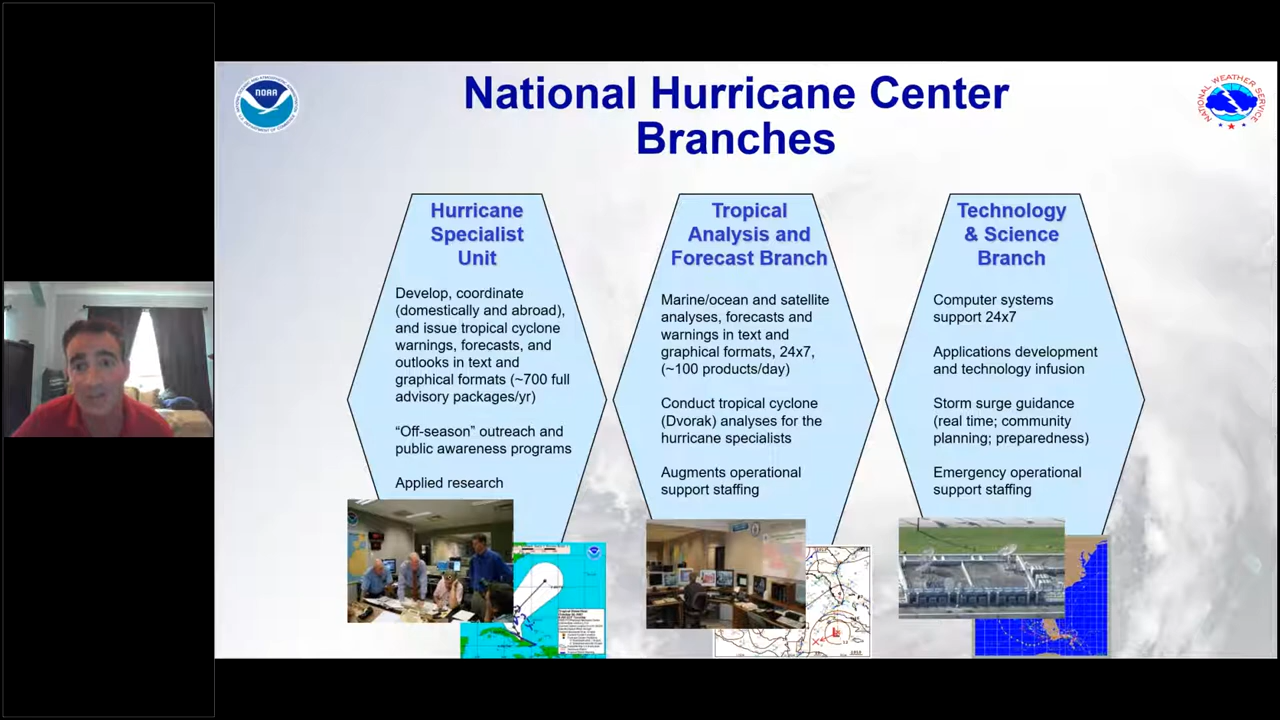 National Hurricane Center
Branches
NOAA
NATIONAL WEATHER SERVICE
Hurricane
Specialist
Unit
Develop, coordinate
(domestically and abroad),
and issue tropical cyclone
warnings, forecasts, and
outlooks in text and
graphical formats (~700 full
advisory packages/yr)
“Off-season” outreach and
public awareness programs
Applied research
Tropical
Analysis and
Forecast Branch
Marine/ocean and satellite
analyses, forecasts and
warnings in text and
graphical formats, 24x7,
(~100 products/day)
Conduct tropical cyclone
(Dvorak) analyses for the
hurricane specialists
Augments operational
support staffing
Technology
& Science
Branch
Computer systems
support 24x7
Applications development
and technology infusion
Storm surge guidance
(real time; community
planning; preparedness)
Emergency operational
support staffing